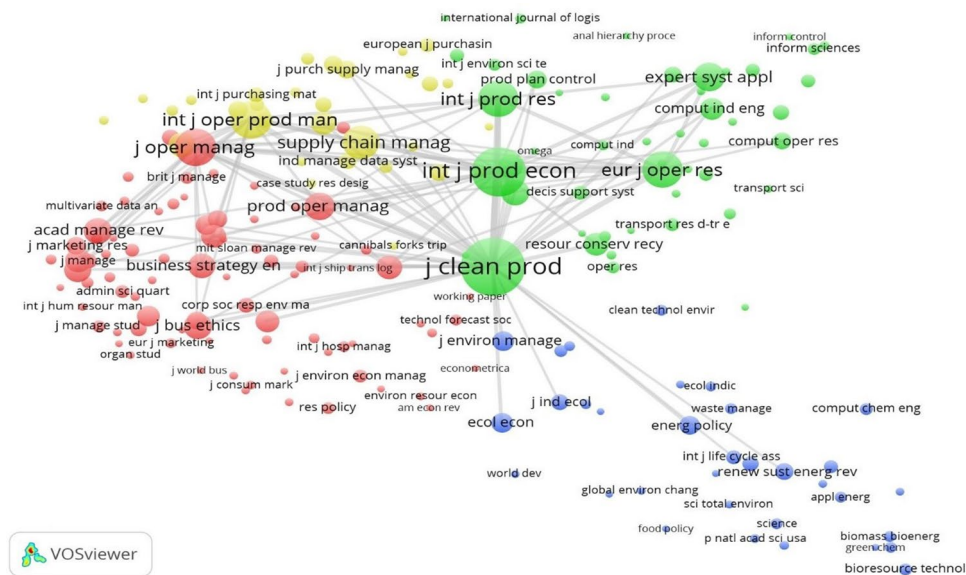 international journal of logis
anal hierarchy proce
inform control
inform sciences
european j purchasin
j purch supply manag
int j environ sci te
prod plan control
expert syst appl
int j purchasing mat
int j prod res
comput ind eng
int j oper prod man
j oper manag
supply chain manag
comput oper res
comput ind
omega
ind manage data syst
int j prod econ
eur j oper res
brit j manage
case study res desig
decis support syst
transport sci
multivariate data an
prod oper manag
transport res d-tr e
acad manage rev
j marketing res
mit sloan manage rev
cannibals forks trip
resour conserv recy
j manage
business strategy en
int j ship trans log
j clean prod
oper res
admin sci quart
int j hum resour man
corp soc resp env ma
working paper
clean technol envir
j manage stud
j bus ethics
technol forecast soc
eur j marketing
int j hosp manag
j environ manage
organ stud
j world bus
j environ econ manag
econometrica
j consum mark
ecol indic
environ resour econ
j ind ecol
res policy
am econ rev
waste manage
comput chem eng
ecol econ
energ policy
int j life cycle ass
world dev
renew sust energ rev
global environ chang
appl energ
sci total environ
food policy
science
p natl acad sci usa
biomass bioenerg
green chem
bioresource technol
VOSviewer